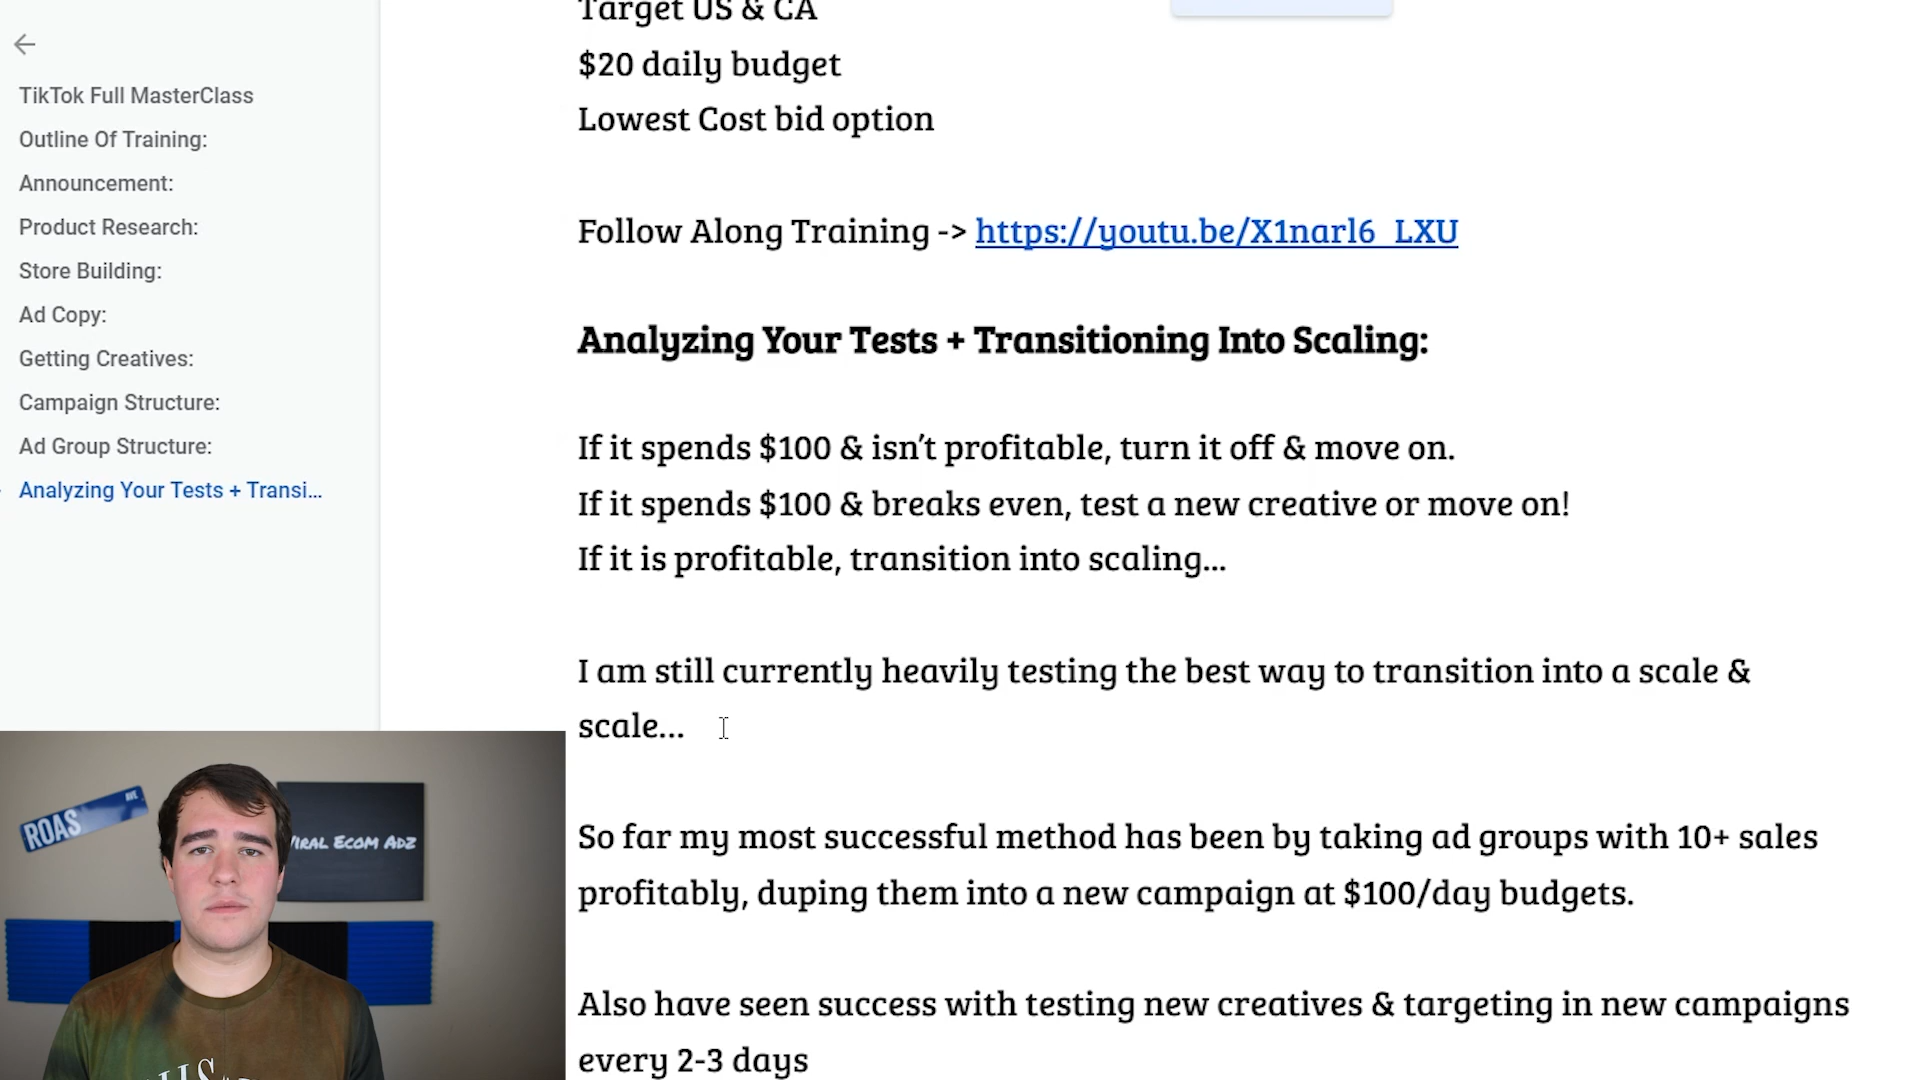 TikTok Full MasterClass
Outline Of Training:
Announcement:
Product Research:
Store Building:
Ad Copy:
Getting Creatives:
Campaign Structure:
Ad Group Structure:
Analyzing Your Tests + Transi...
Target US & CA
$20 daily budget
Lowest Cost bid option
Follow Along Training -> https://youtu.be/X1narl6_LXU
Analyzing Your Tests + Transitioning Into Scaling:
If it spends $100 & isn't profitable, turn it off & move on.
If it spends $100 & breaks even, test a new creative or move on!
If it is profitable, transition into scaling...
I am still currently heavily testing the best way to transition into a scale &
scale...
So far my most successful method has been by taking ad groups with 10+ sales
profitably, duping them into a new campaign at $100/day budgets.
Also have seen success with testing new creatives & targeting in new campaigns
every 2-3 days
ROAS AVE
Viral Ecom Adz